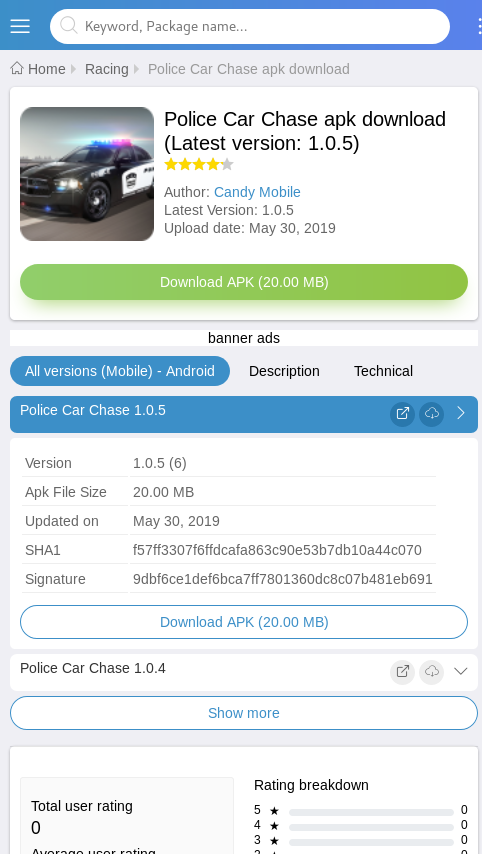 Keyword, Package name...
Home Racing Police Car Chase apk download
Police Car Chase apk download
(Latest version: 1.0.5)
Author: Candy Mobile
Latest Version: 1.0.5
Upload date: May 30, 2019
Download APK (20.00 MB)
banner ads
All versions (Mobile) - Android Description Technical
Police Car Chase 1.0.5
Version 1.0.5 (6)
Apk File Size 20.00 MB
Updated on May 30, 2019
SHA1 f57ff3307f6ffdcafa863c90e53b7db10a44c070
Signature 9dbf6ce1def6bca7ff7801360dc8c07b481eb691
Download APK (20.00 MB)
Police Car Chase 1.0.4
Show more
Rating breakdown
Total user rating
0
Average user rating
5 ★ 0
4 ★ 0
3 ★ 0